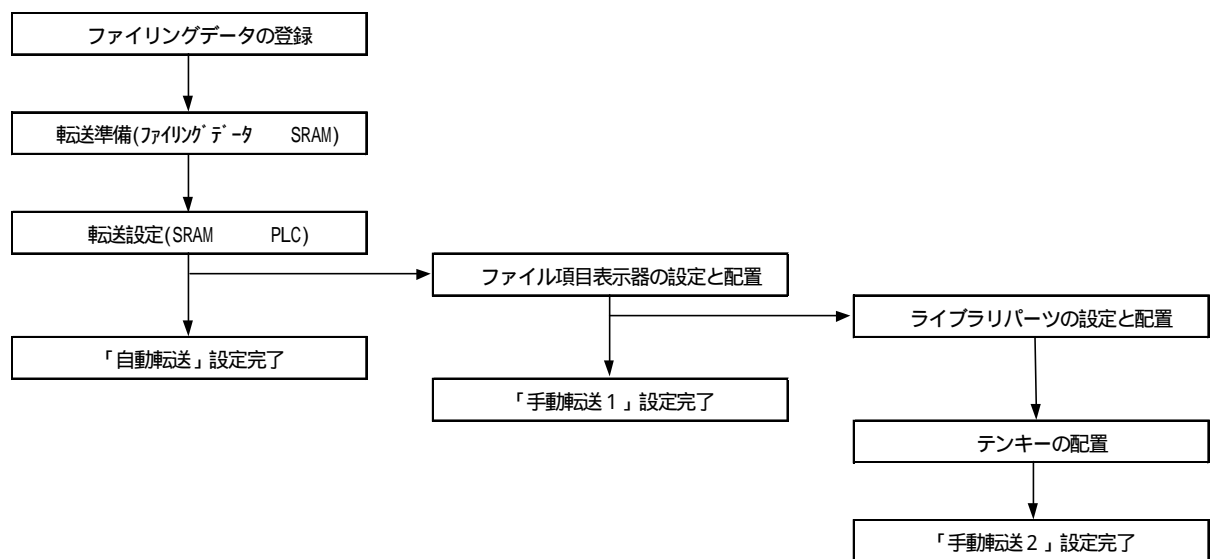 ファイリングデータの登録
転送準備(ﾌｧｲﾘﾝｸﾞﾃﾞｰﾀ　　SRAM)
転送設定(SRAM　　PLC)
ファイル項目表示器の設定と配置
ライブラリパーツの設定と配置
「自動転送」設定完了
「手動転送１」設定完了
テンキーの配置
「手動転送２」設定完了